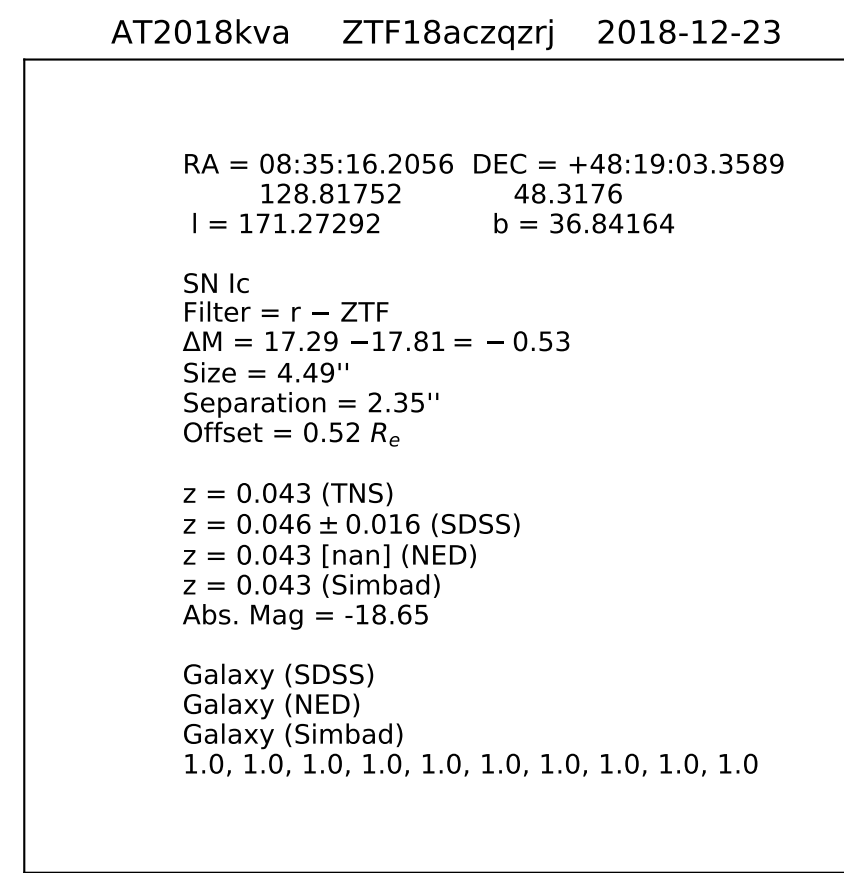 AT2018kva ZTF18aczqzrj 2018-12-23
RA = 08:35:16.2056 DEC = +48:19:03.3589
128.81752 48.3176
l = 171.27292 b = 36.84164
SN Ic
Filter = r − ZTF
ΔM = 17.29 −17.81 = − 0.53
Size = 4.49''
Separation = 2.35''
Offset = 0.52 Rₑ
z = 0.043 (TNS)
z = 0.046 ± 0.016 (SDSS)
z = 0.043 [nan] (NED)
z = 0.043 (Simbad)
Abs. Mag = -18.65
Galaxy (SDSS)
Galaxy (NED)
Galaxy (Simbad)
1.0, 1.0, 1.0, 1.0, 1.0, 1.0, 1.0, 1.0, 1.0, 1.0